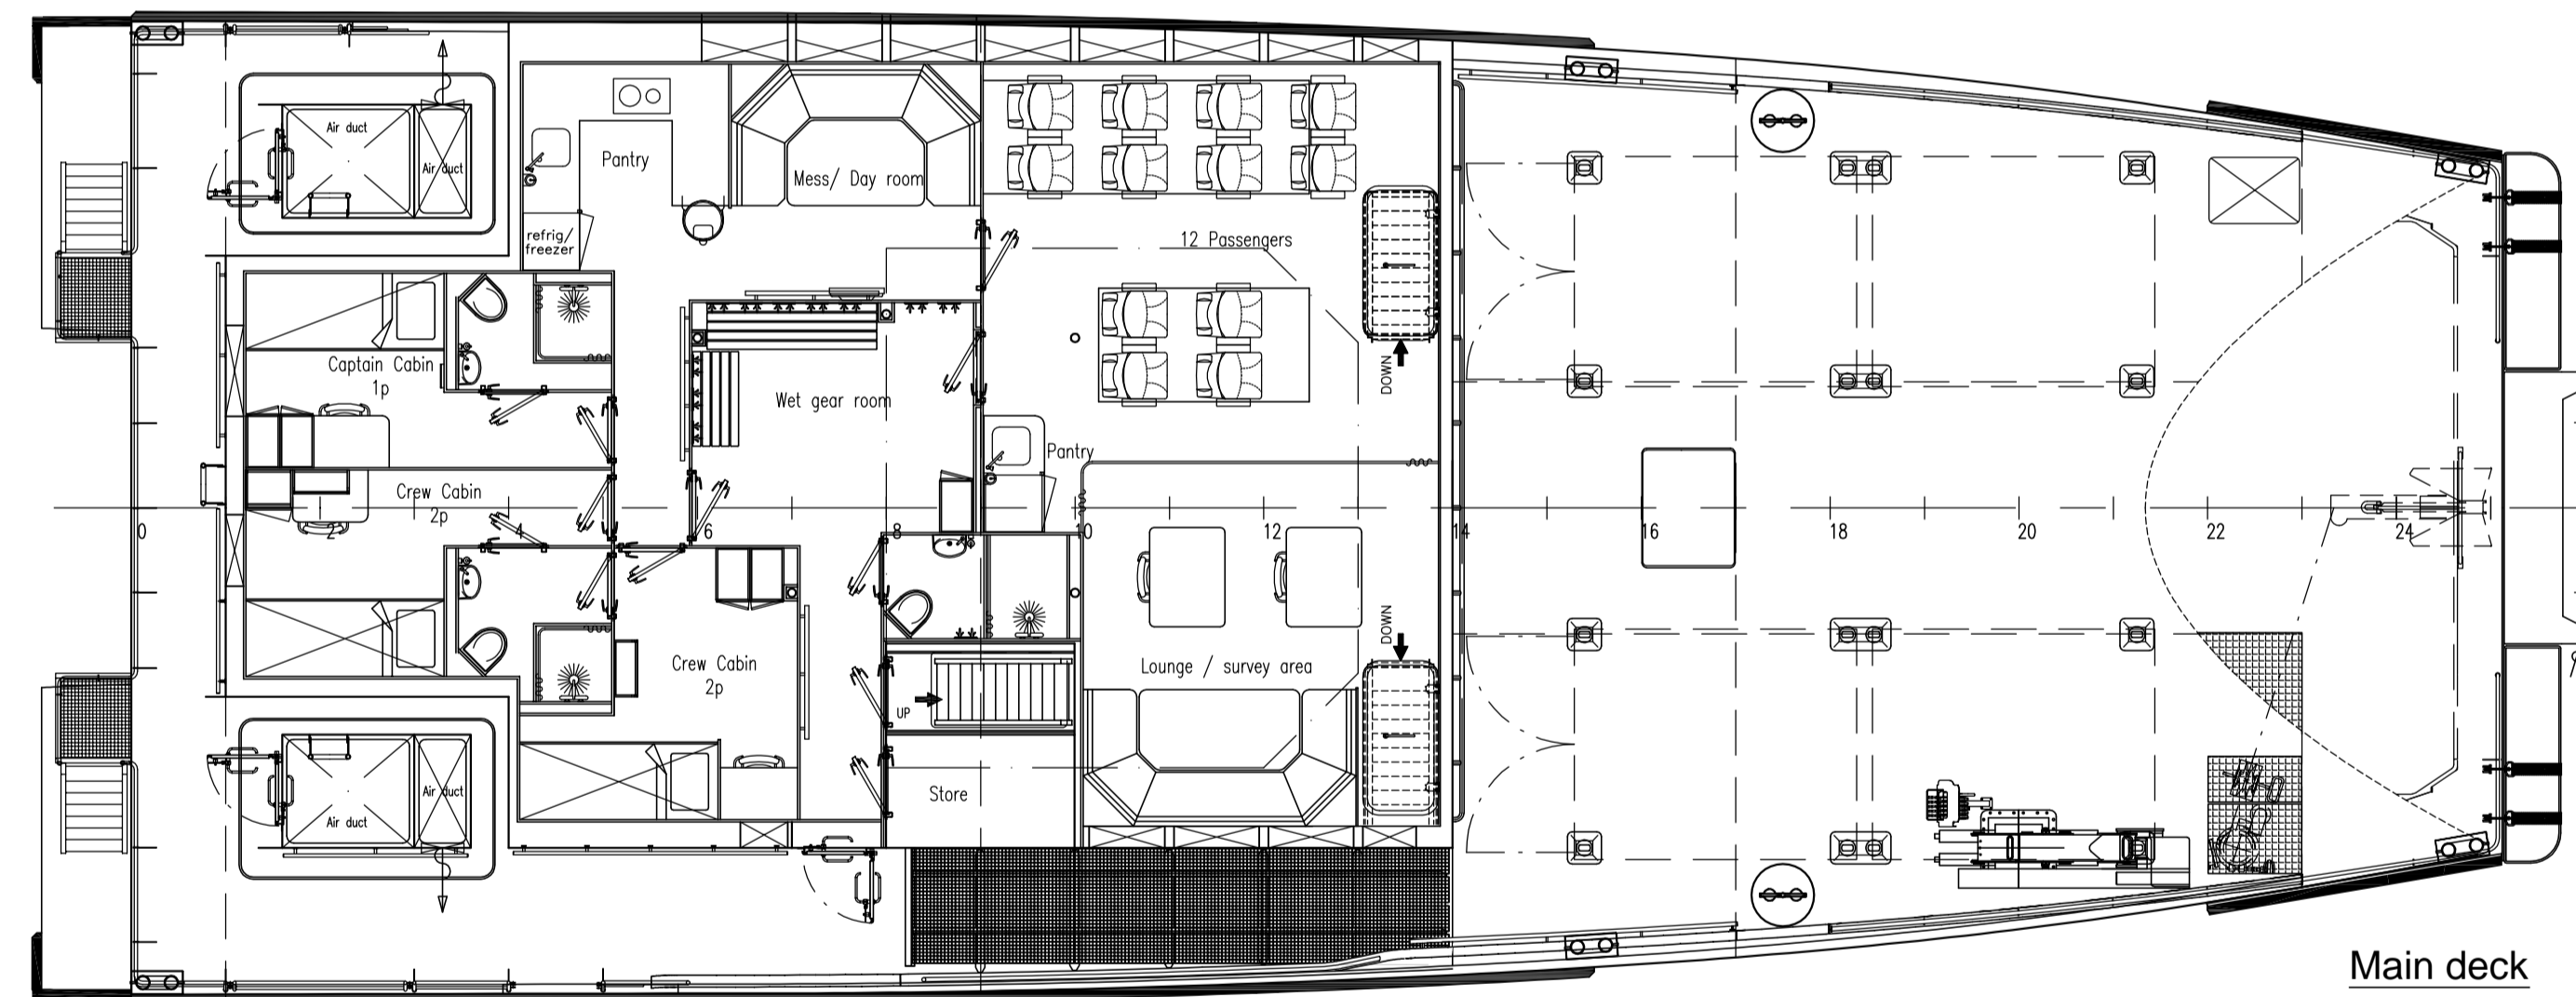 Air duct
Air duct
Pantry
Mess/ Day room
refrig/
freezer
12 Passengers
DOWN
Captain Cabin
1p
Wet gear room
Pantry
Crew Cabin
2p
0
2
4
6
8
10
12
14
16
18
20
22
24
DOWN
Crew Cabin
2p
Lounge / survey area
UP
Store
Air duct
Air duct
Main deck